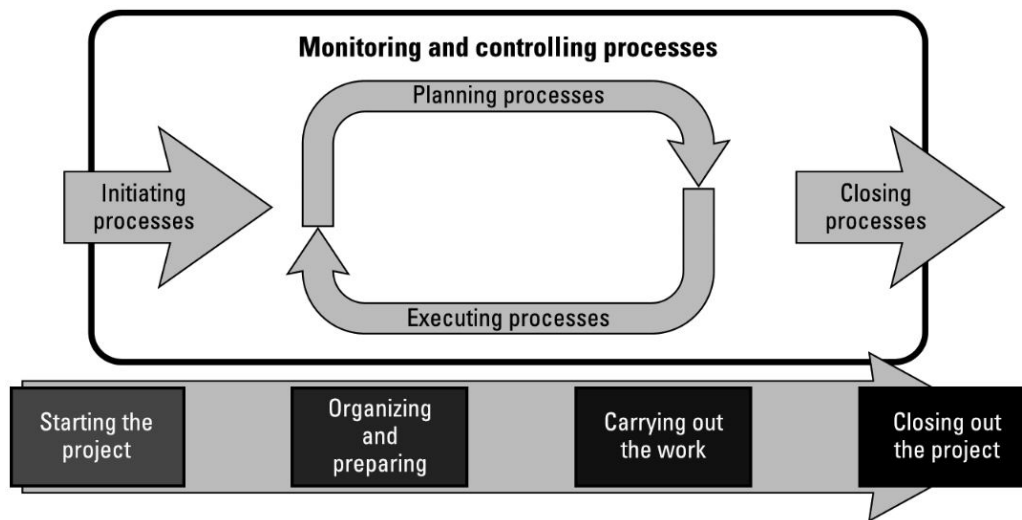 Monitoring and controlling processes
Planning processes
Initiating
processes
Closing
processes
Executing processes
Starting the
project
Organizing
and
preparing
Carrying out
the work
Closing out
the project